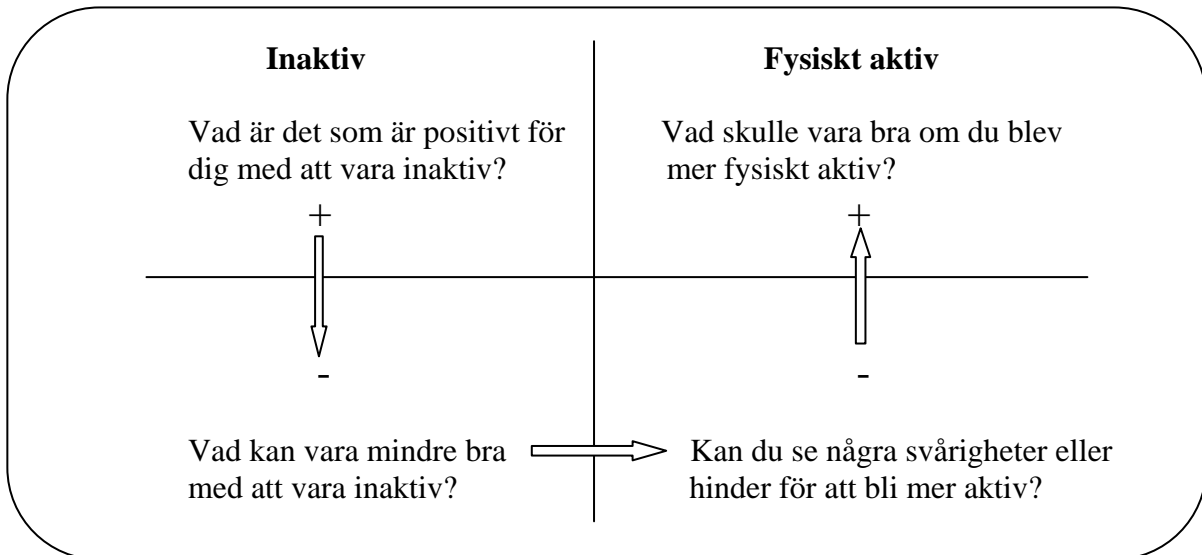 Inaktiv
Fysiskt aktiv
Vad är det som är positivt för
dig med att vara inaktiv?
Vad skulle vara bra om du blev
mer fysiskt aktiv?
+
+
-
-
Vad kan vara mindre bra
med att vara inaktiv?
Kan du se några svårigheter eller
hinder för att bli mer aktiv?